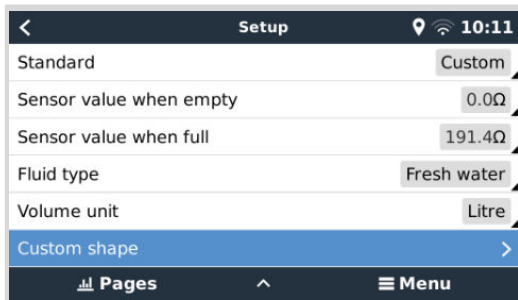 Setup 10:11
Standard Custom
Sensor value when empty 0.0Ω
Sensor value when full 191.4Ω
Fluid type Fresh water
Volume unit Litre
Custom shape
Pages Menu